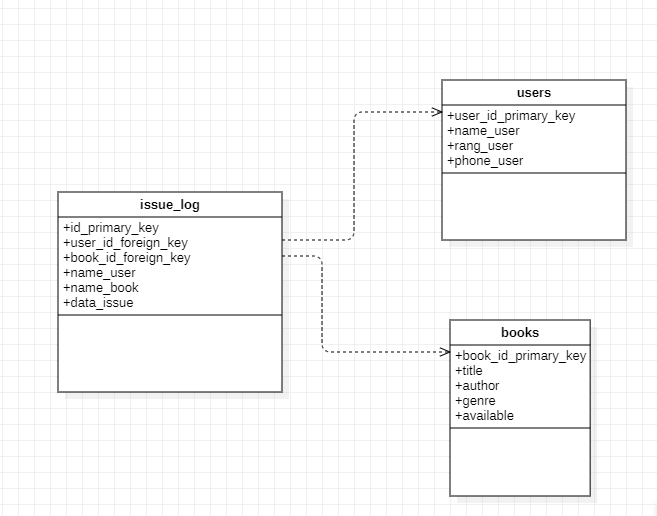 users
+user_id_primary_key
+name_user
+rang_user
+phone_user
issue_log
+id_primary_key
+user_id_foreign_key
+book_id_foreign_key
+name_user
+name_book
+data_issue
books
+book_id_primary_key
+title
+author
+genre
+available